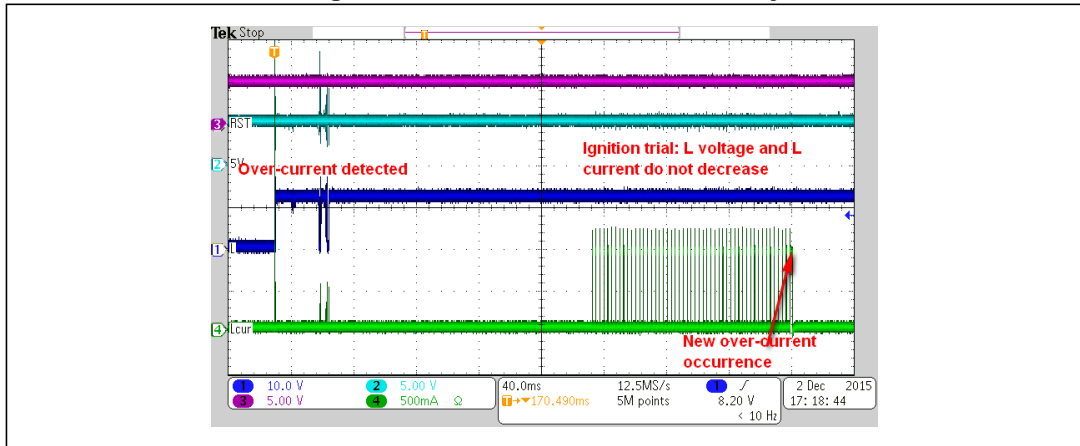 Tek Stop
T
T
3 RST
2 5V
Over-current detected
Ignition trial: L voltage and L
current do not decrease
1 L
4 Lcur
New over-current
occurrence
1 10.0 V 2 5.00 V 40.0ms 12.5MS/s 1 8.20 V 2 Dec 2015
3 5.00 V 4 500mA Ω T→▼170.490ms 5M points < 10 Hz 17:18:44